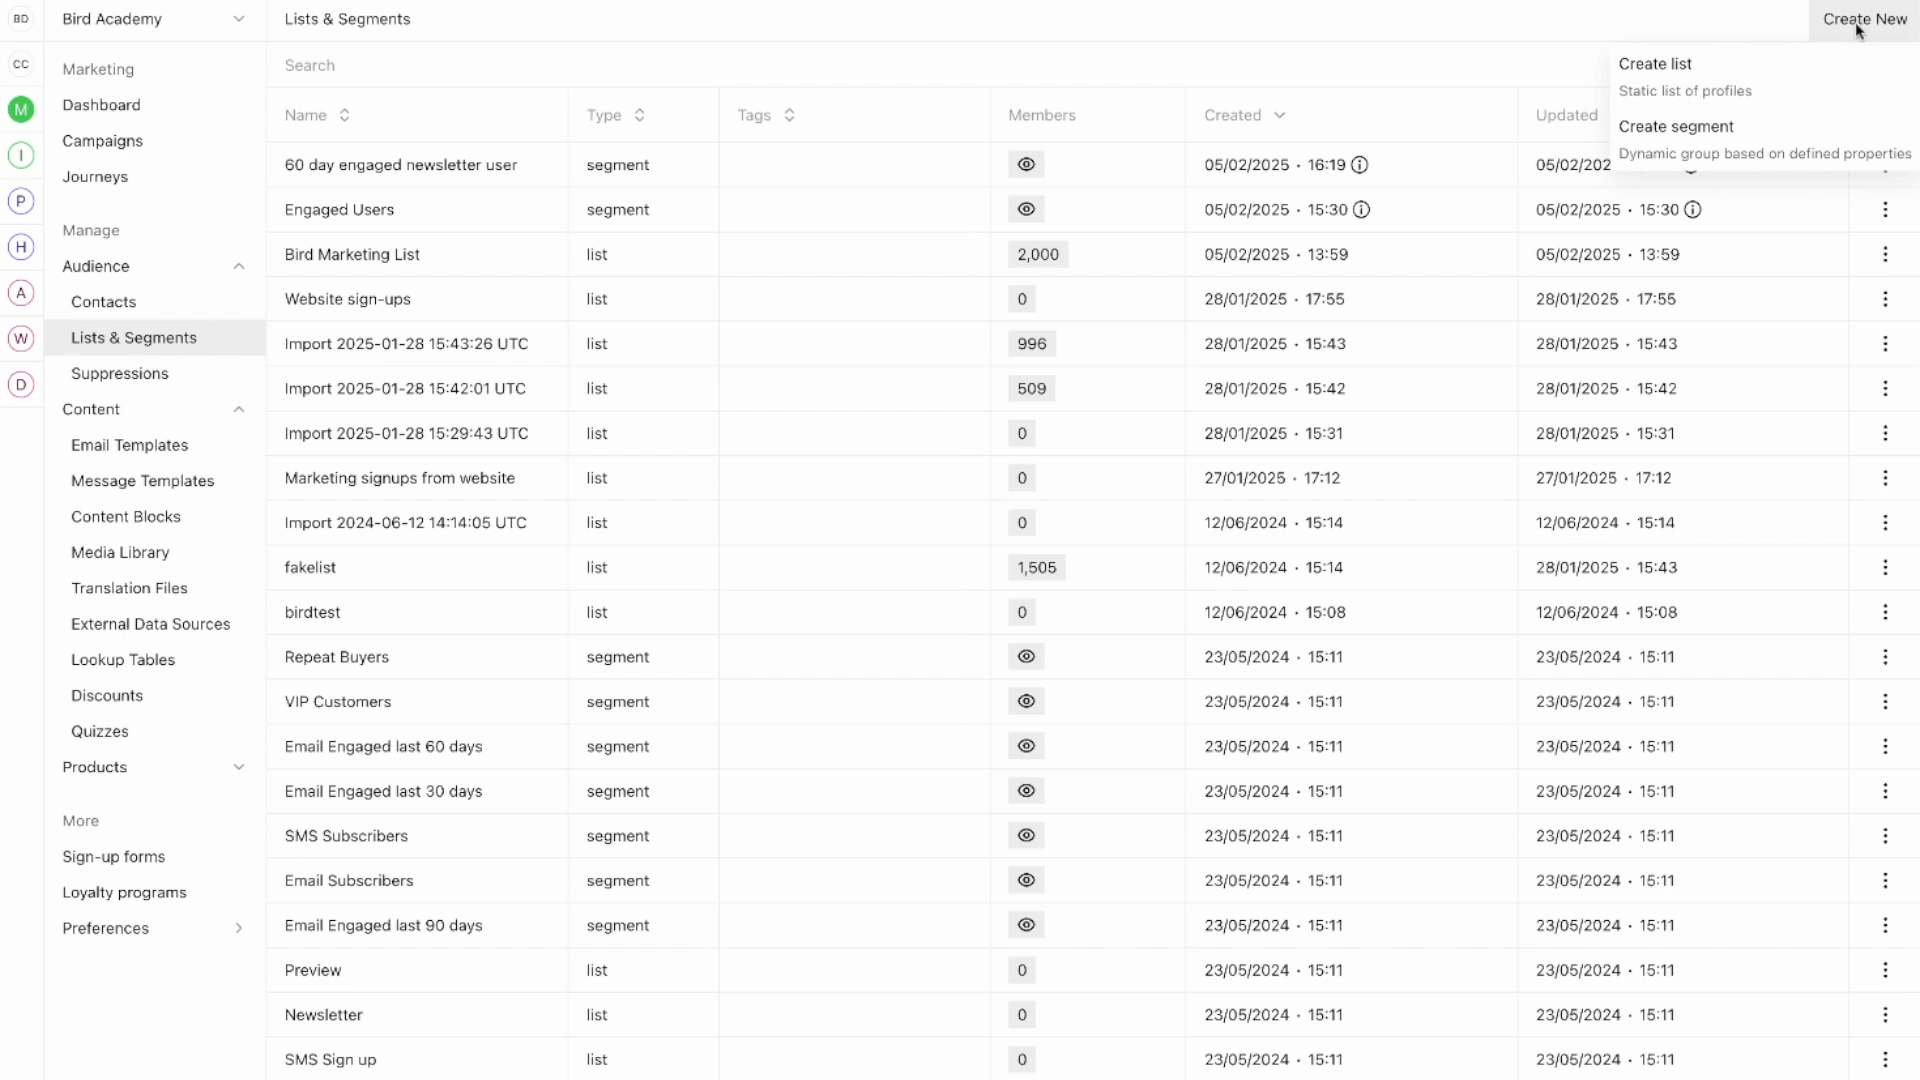 BD Bird Academy Lists & Segments Create New
CC
Marketing
M
Dashboard
Campaigns
I
Journeys
P
Manage
H
Audience
A
Contacts
W
Lists & Segments
Suppressions
D
Content
Email Templates
Message Templates
Content Blocks
Media Library
Translation Files
External Data Sources
Lookup Tables
Discounts
Quizzes
Products
More
Sign-up forms
Loyalty programs
Preferences
Search
Create list
Static list of profiles
Create segment
Dynamic group based on defined properties
Name Type Tags Members Created Updated
60 day engaged newsletter user segment 05/02/2025 · 16:19 05/02/202
Engaged Users segment 05/02/2025 · 15:30 05/02/2025 · 15:30
Bird Marketing List list 2,000 05/02/2025 · 13:59 05/02/2025 · 13:59
Website sign-ups list 0 28/01/2025 · 17:55 28/01/2025 · 17:55
Import 2025-01-28 15:43:26 UTC list 996 28/01/2025 · 15:43 28/01/2025 · 15:43
Import 2025-01-28 15:42:01 UTC list 509 28/01/2025 · 15:42 28/01/2025 · 15:42
Import 2025-01-28 15:29:43 UTC list 0 28/01/2025 · 15:31 28/01/2025 · 15:31
Marketing signups from website list 0 27/01/2025 · 17:12 27/01/2025 · 17:12
Import 2024-06-12 14:14:05 UTC list 0 12/06/2024 · 15:14 12/06/2024 · 15:14
fakelist list 1,505 12/06/2024 · 15:14 28/01/2025 · 15:43
birdtest list 0 12/06/2024 · 15:08 12/06/2024 · 15:08
Repeat Buyers segment 23/05/2024 · 15:11 23/05/2024 · 15:11
VIP Customers segment 23/05/2024 · 15:11 23/05/2024 · 15:11
Email Engaged last 60 days segment 23/05/2024 · 15:11 23/05/2024 · 15:11
Email Engaged last 30 days segment 23/05/2024 · 15:11 23/05/2024 · 15:11
SMS Subscribers segment 23/05/2024 · 15:11 23/05/2024 · 15:11
Email Subscribers segment 23/05/2024 · 15:11 23/05/2024 · 15:11
Email Engaged last 90 days segment 23/05/2024 · 15:11 23/05/2024 · 15:11
Preview list 0 23/05/2024 · 15:11 23/05/2024 · 15:11
Newsletter list 0 23/05/2024 · 15:11 23/05/2024 · 15:11
SMS Sign up list 0 23/05/2024 · 15:11 23/05/2024 · 15:11